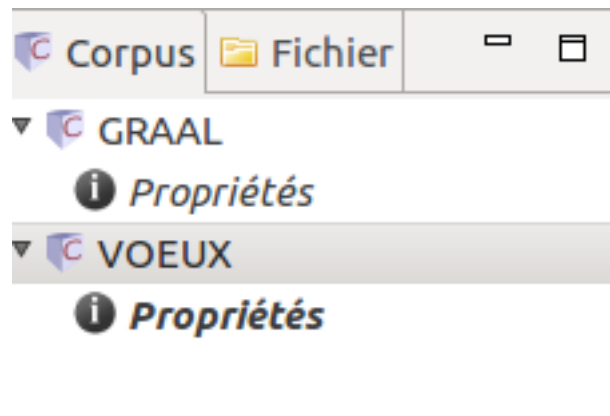 Corpus Fichier
GRAAL
Propriétés
VOEUX
Propriétés